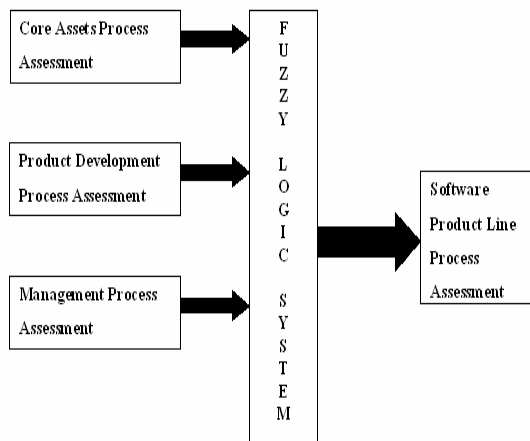 Core Assets Process
Assessment
Product Development
Process Assessment
Management Process
Assessment
F
U
Z
Z
Y
L
O
G
I
C
S
Y
S
T
E
M
Software
Product Line
Process
Assessment